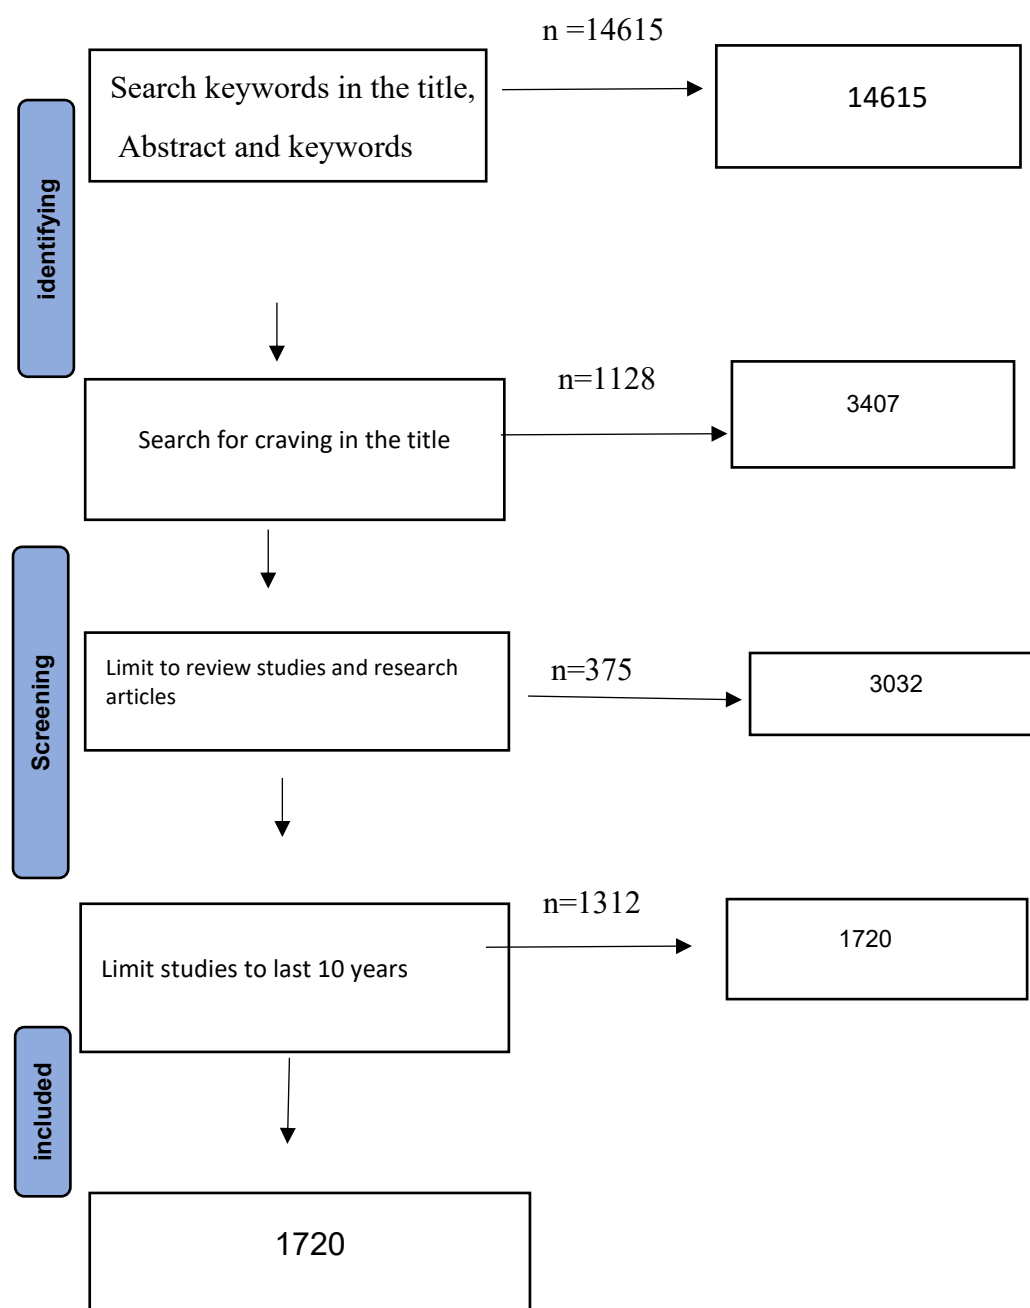 n =14615
Search keywords in the title,
Abstract and keywords
14615
identifying
n=1128
Search for craving in the title
3407
Screening
Limit to review studies and research
articles
n=375
3032
n=1312
Limit studies to last 10 years
1720
included
1720